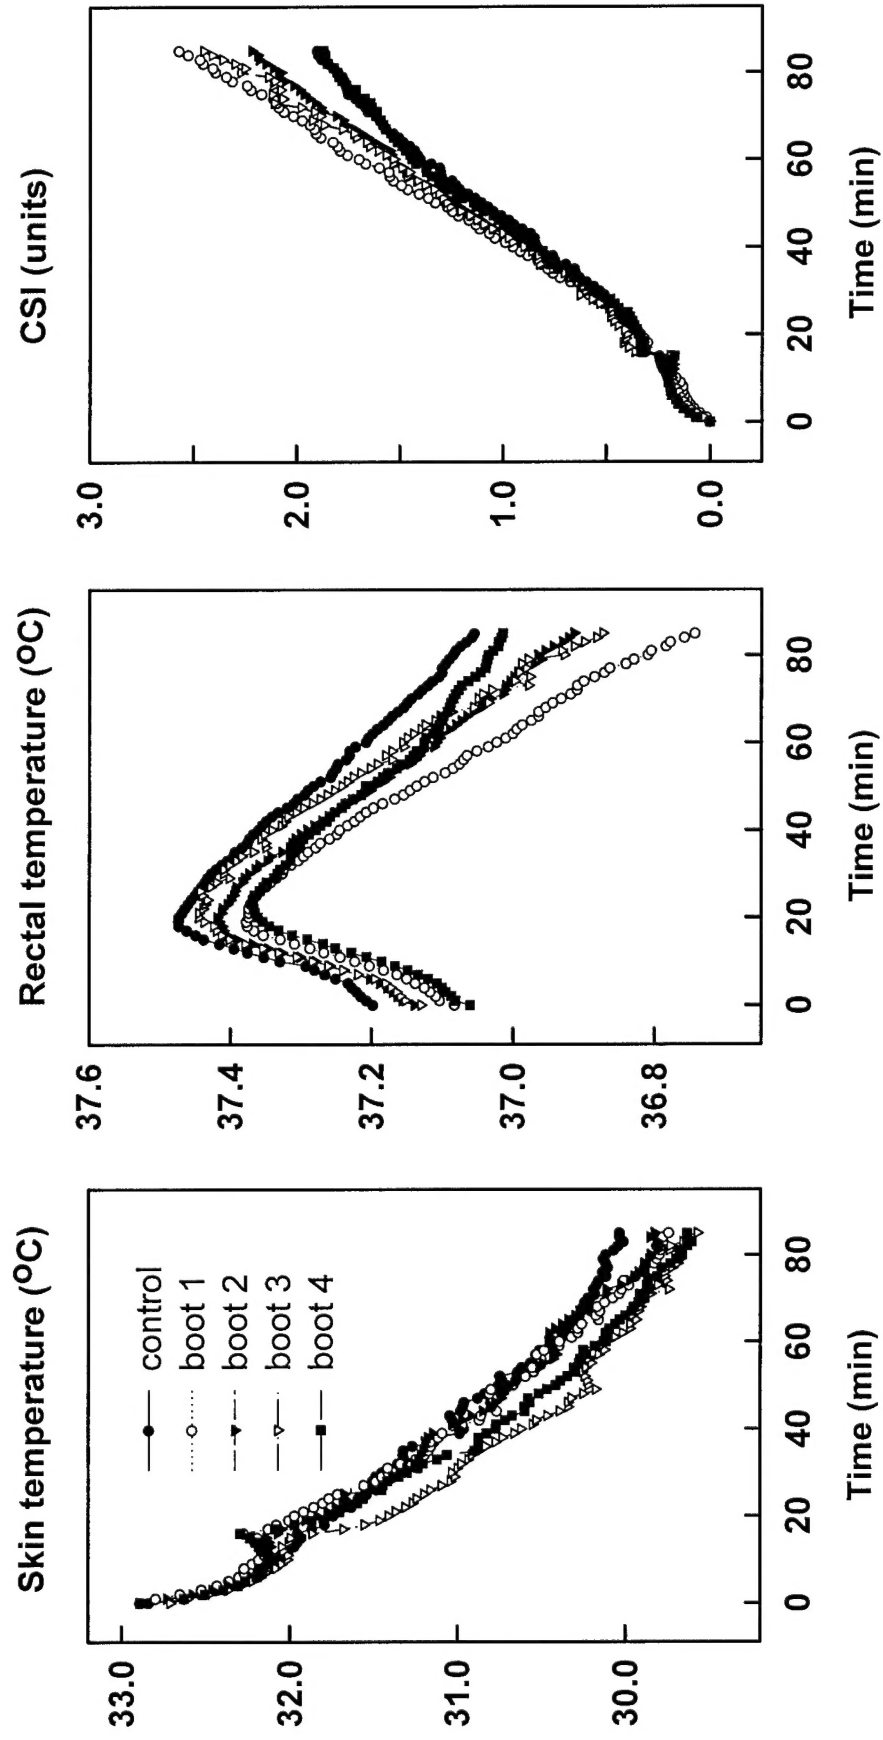 Skin temperature (ºC)
33.0
32.0
31.0
30.0
control
boot 1
boot 2
boot 3
boot 4
0
20
40
60
80
Time (min)
Rectal temperature (ºC)
37.6
37.4
37.2
37.0
36.8
0
20
40
60
80
Time (min)
CSI (units)
3.0
2.0
1.0
0.0
0
20
40
60
80
Time (min)